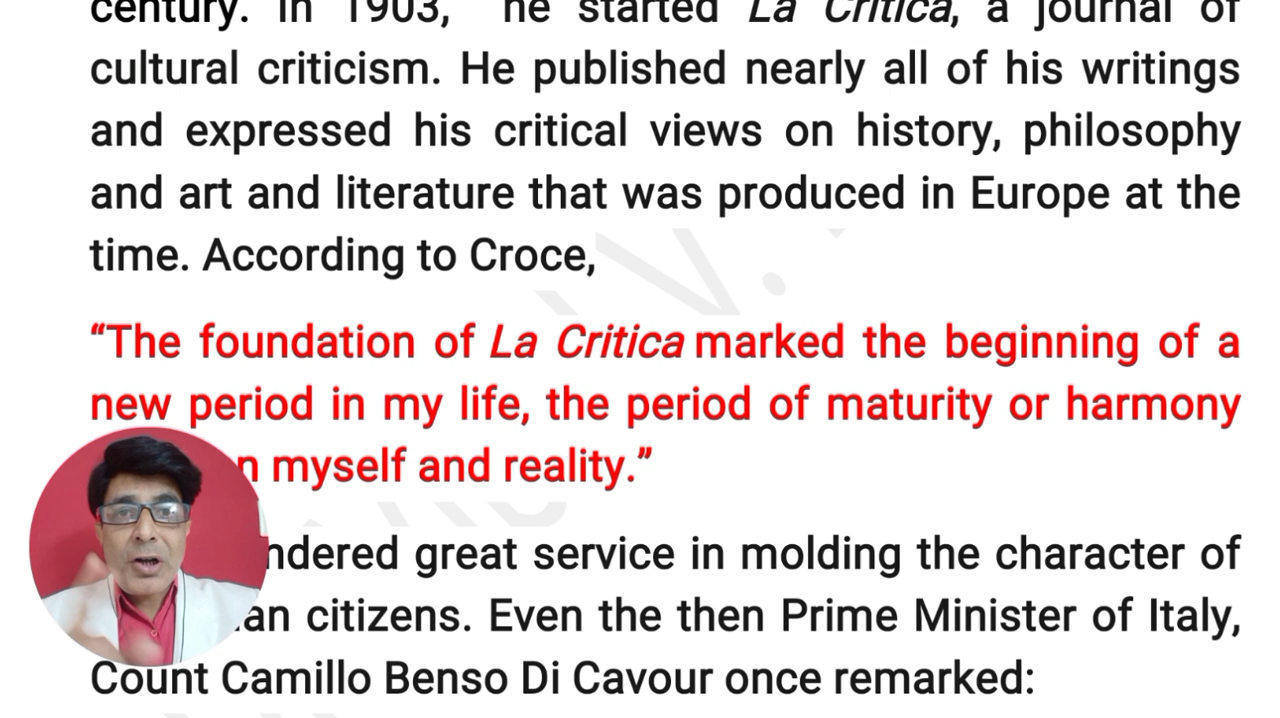 century. In 1903, he started La Critica, a journal of
cultural criticism. He published nearly all of his writings
and expressed his critical views on history, philosophy
and art and literature that was produced in Europe at the
time. According to Croce,
“The foundation of La Critica marked the beginning of a
new period in my life, the period of maturity or harmony
myself and reality.”
great service in molding the character of
citizens. Even the then Prime Minister of Italy,
Count Camillo Benso Di Cavour once remarked: